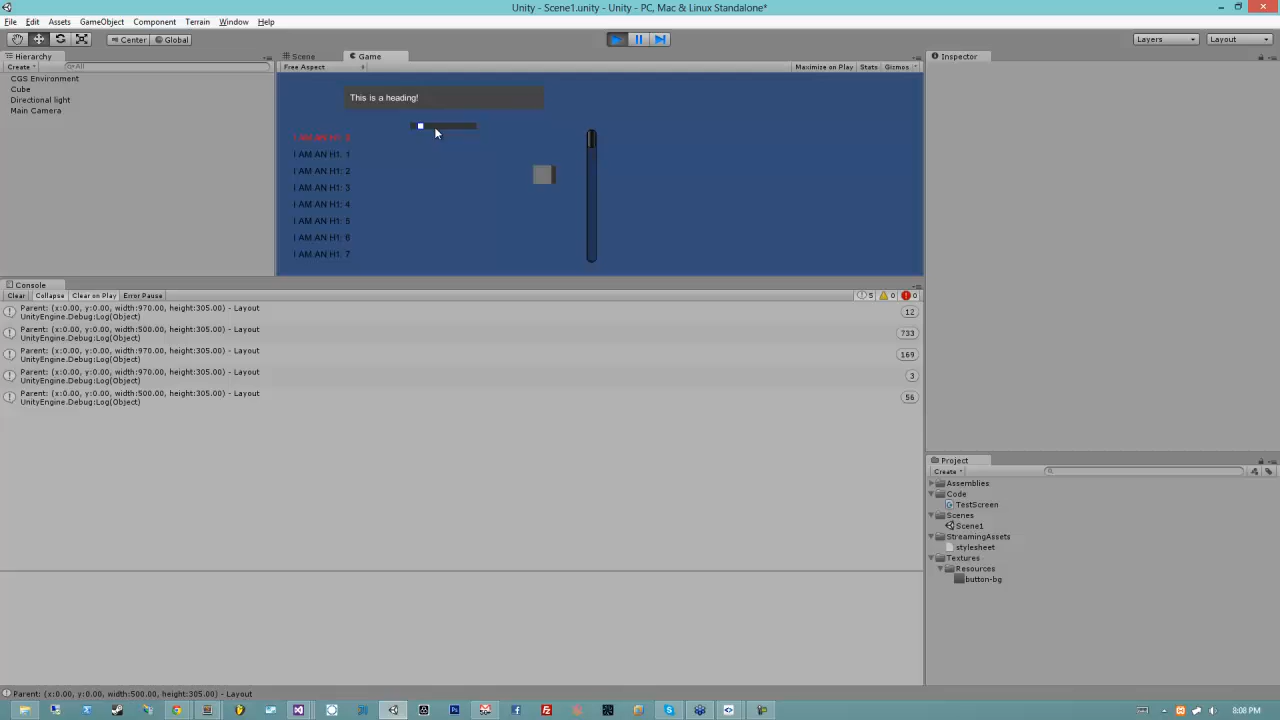 Unity - Scene1.unity - Unity - PC, Mac & Linux Standalone*
File Edit Assets GameObject Component Terrain Window Help
Center Global Layers Layout
Hierarchy Scene Game Inspector
Create All Free Aspect Maximize on Play Stats Gizmos
CGS Environment
Cube
Directional light
Main Camera
This is a heading!
I AM AN H1: 0
I AM AN H1: 1
I AM AN H1: 2
I AM AN H1: 3
I AM AN H1: 4
I AM AN H1: 5
I AM AN H1: 6
I AM AN H1: 7
Console
Clear Collapse Clear on Play Error Pause 5 0 0
Parent: (x:0.00, y:0.00, width:970.00, height:305.00) - Layout
UnityEngine.Debug:Log(Object) 12
Parent: (x:0.00, y:0.00, width:500.00, height:305.00) - Layout
UnityEngine.Debug:Log(Object) 733
Parent: (x:0.00, y:0.00, width:970.00, height:305.00) - Layout
UnityEngine.Debug:Log(Object) 169
Parent: (x:0.00, y:0.00, width:970.00, height:305.00) - Layout
UnityEngine.Debug:Log(Object) 3
Parent: (x:0.00, y:0.00, width:500.00, height:305.00) - Layout
UnityEngine.Debug:Log(Object) 56
Project
Create
Assemblies
Code
TestScreen
Scenes
Scene1
StreamingAssets
stylesheet
Textures
Resources
button-bg
Parent: (x:0.00, y:0.00, width:500.00, height:305.00) - Layout
8:08 PM